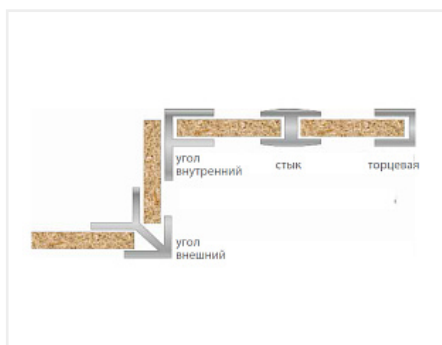 угол
внутренний
стык
торцевая
угол
внешний